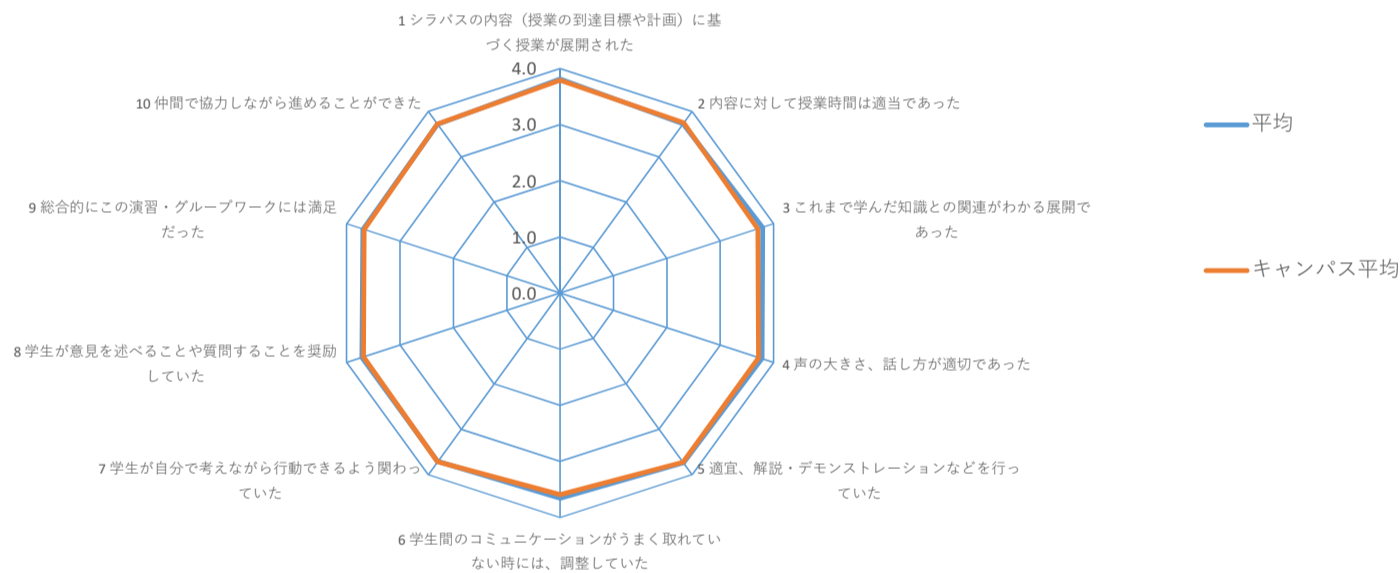 1 シラバスの内容（授業の到達目標や計画）に基
づく授業が展開された
4.0
3.0
2.0
1.0
0.0
2 内容に対して授業時間は適当であった
3 これまで学んだ知識との関連がわかる展開で
あった
4 声の大きさ、話し方が適切であった
5 適宜、解説・デモンストレーションなどを行っ
ていた
6 学生間のコミュニケーションがうまく取れてい
ない時には、調整していた
7 学生が自分で考えながら行動できるよう関わっ
ていた
8 学生が意見を述べることや質問することを奨励
していた
9 総合的にこの演習・グループワークには満足
だった
10 仲間で協力しながら進めることができた
平均
キャンパス平均